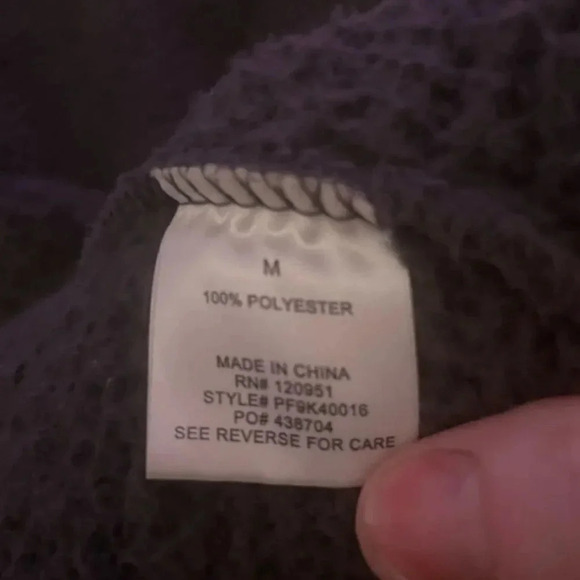 M
100% POLYESTER
MADE IN CHINA
RN# 120951
STYLE# PF9K40016
PO# 438704
SEE REVERSE FOR CARE